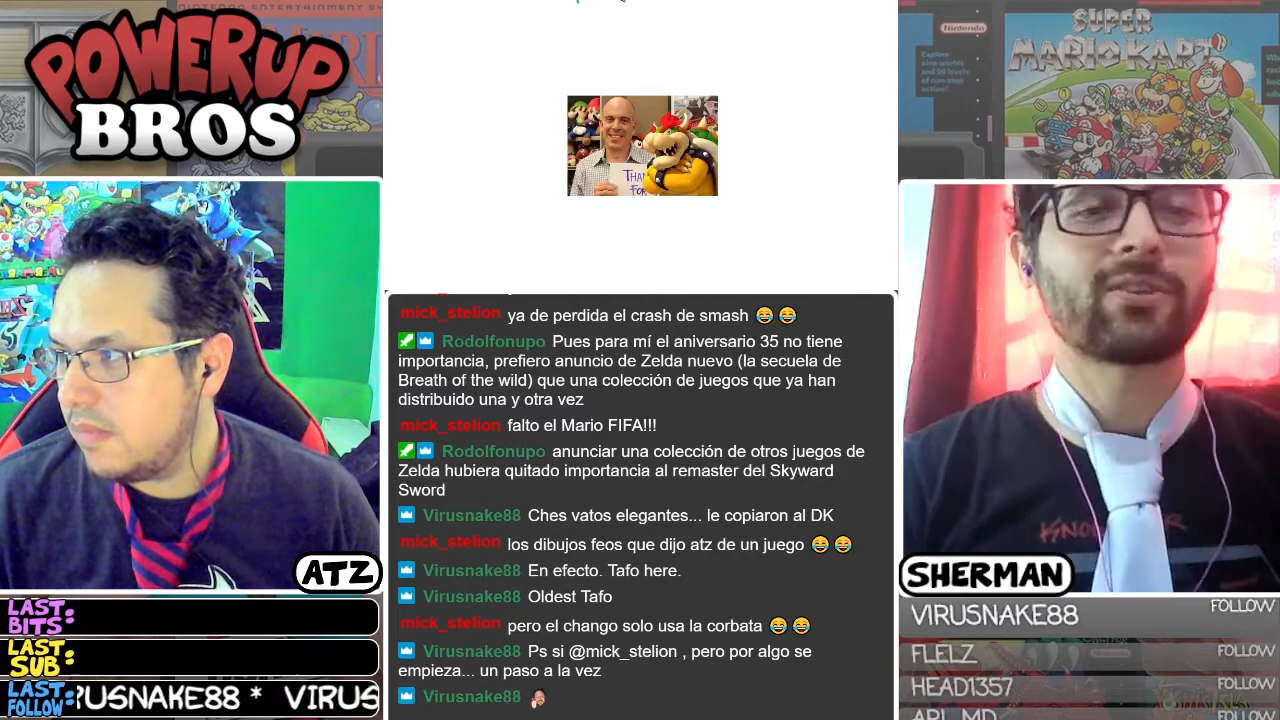 POWERUP
BROS
Nintendo
SUPER
MARIO KART
THA
FOR
mick_stelion ya de perdida el crash de smash 😂 😂
Rodolfonupo Pues para mí el aniversario 35 no tiene
importancia, prefiero anuncio de Zelda nuevo (la secuela de
Breath of the wild) que una colección de juegos que ya han
distribuido una y otra vez
mick_stelion falto el Mario FIFA!!!
Rodolfonupo anunciar una colección de otros juegos de
Zelda hubiera quitado importancia al remaster del Skyward
Sword
Virusnake88 Ches vatos elegantes... le copiaron al DK
mick_stelion los dibujos feos que dijo atz de un juego 😂 😂
Virusnake88 En efecto. Tafo here.
Virusnake88 Oldest Tafo
mick_stelion pero el chango solo usa la corbata 😂 😂
Virusnake88 Ps si @mick_stelion , pero por algo se
empieza... un paso a la vez
Virusnake88
ATZ
SHERMAN
LAST
BITS:
LAST
SUB:
LAST
FOLLOW:
RUSNAKE88 * VIRUS
VIRUSNAKE88 FOLLOW
FLELZ FOLLOW
HEAD1357 FOLLOW
ARI_MD FOLLOW